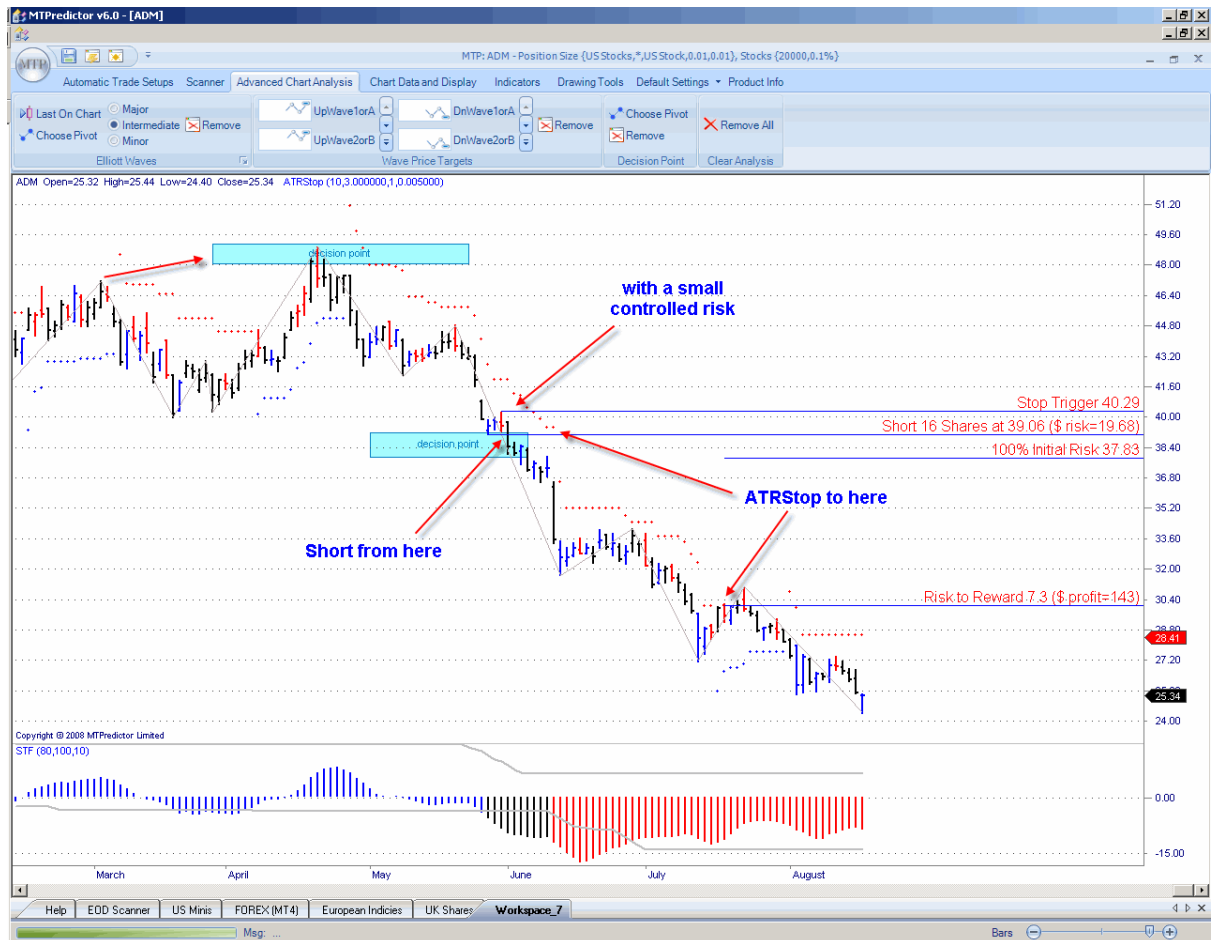 MTPredictor v6.0 - [ADM]
MTP
MTP: ADM - Position Size {US Stocks,*,US Stock,0.01,0.01}, Stocks {20000,0.1%}
Automatic Trade Setups Scanner Advanced Chart Analysis Chart Data and Display Indicators Drawing Tools Default Settings Product Info
Last On Chart
Choose Pivot
Major
Intermediate
Minor
Remove
Elliott Waves
UpWave1orA
UpWave2orB
DnWave1orA
DnWave2orB
Remove
Wave Price Targets
Choose Pivot
Remove
Decision Point
Remove All
Clear Analysis
ADM Open=25.32 High=25.44 Low=24.40 Close=25.34 ATRStop (10,3.000000,1,0.005000)
51.20
49.60
decision point
48.00
with a small
controlled risk
46.40
44.80
43.20
41.60
Stop Trigger 40.29
40.00
Short 16 Shares at 39.06 ($ risk=19.68)
decision point
38.40
100% Initial Risk 37.83
36.80
ATRStop to here
35.20
Short from here
33.60
32.00
Risk to Reward 7.3 ($ profit=143)
30.40
28.80
28.41
27.20
25.34
24.00
Copyright @ 2008 MTPredictor Limited
STF (80,100,10)
0.00
-15.00
March April May June July August
Help EOD Scanner US Minis FOREX (MT4) European Indicies UK Shares Workspace_7
Msg: ...
Bars